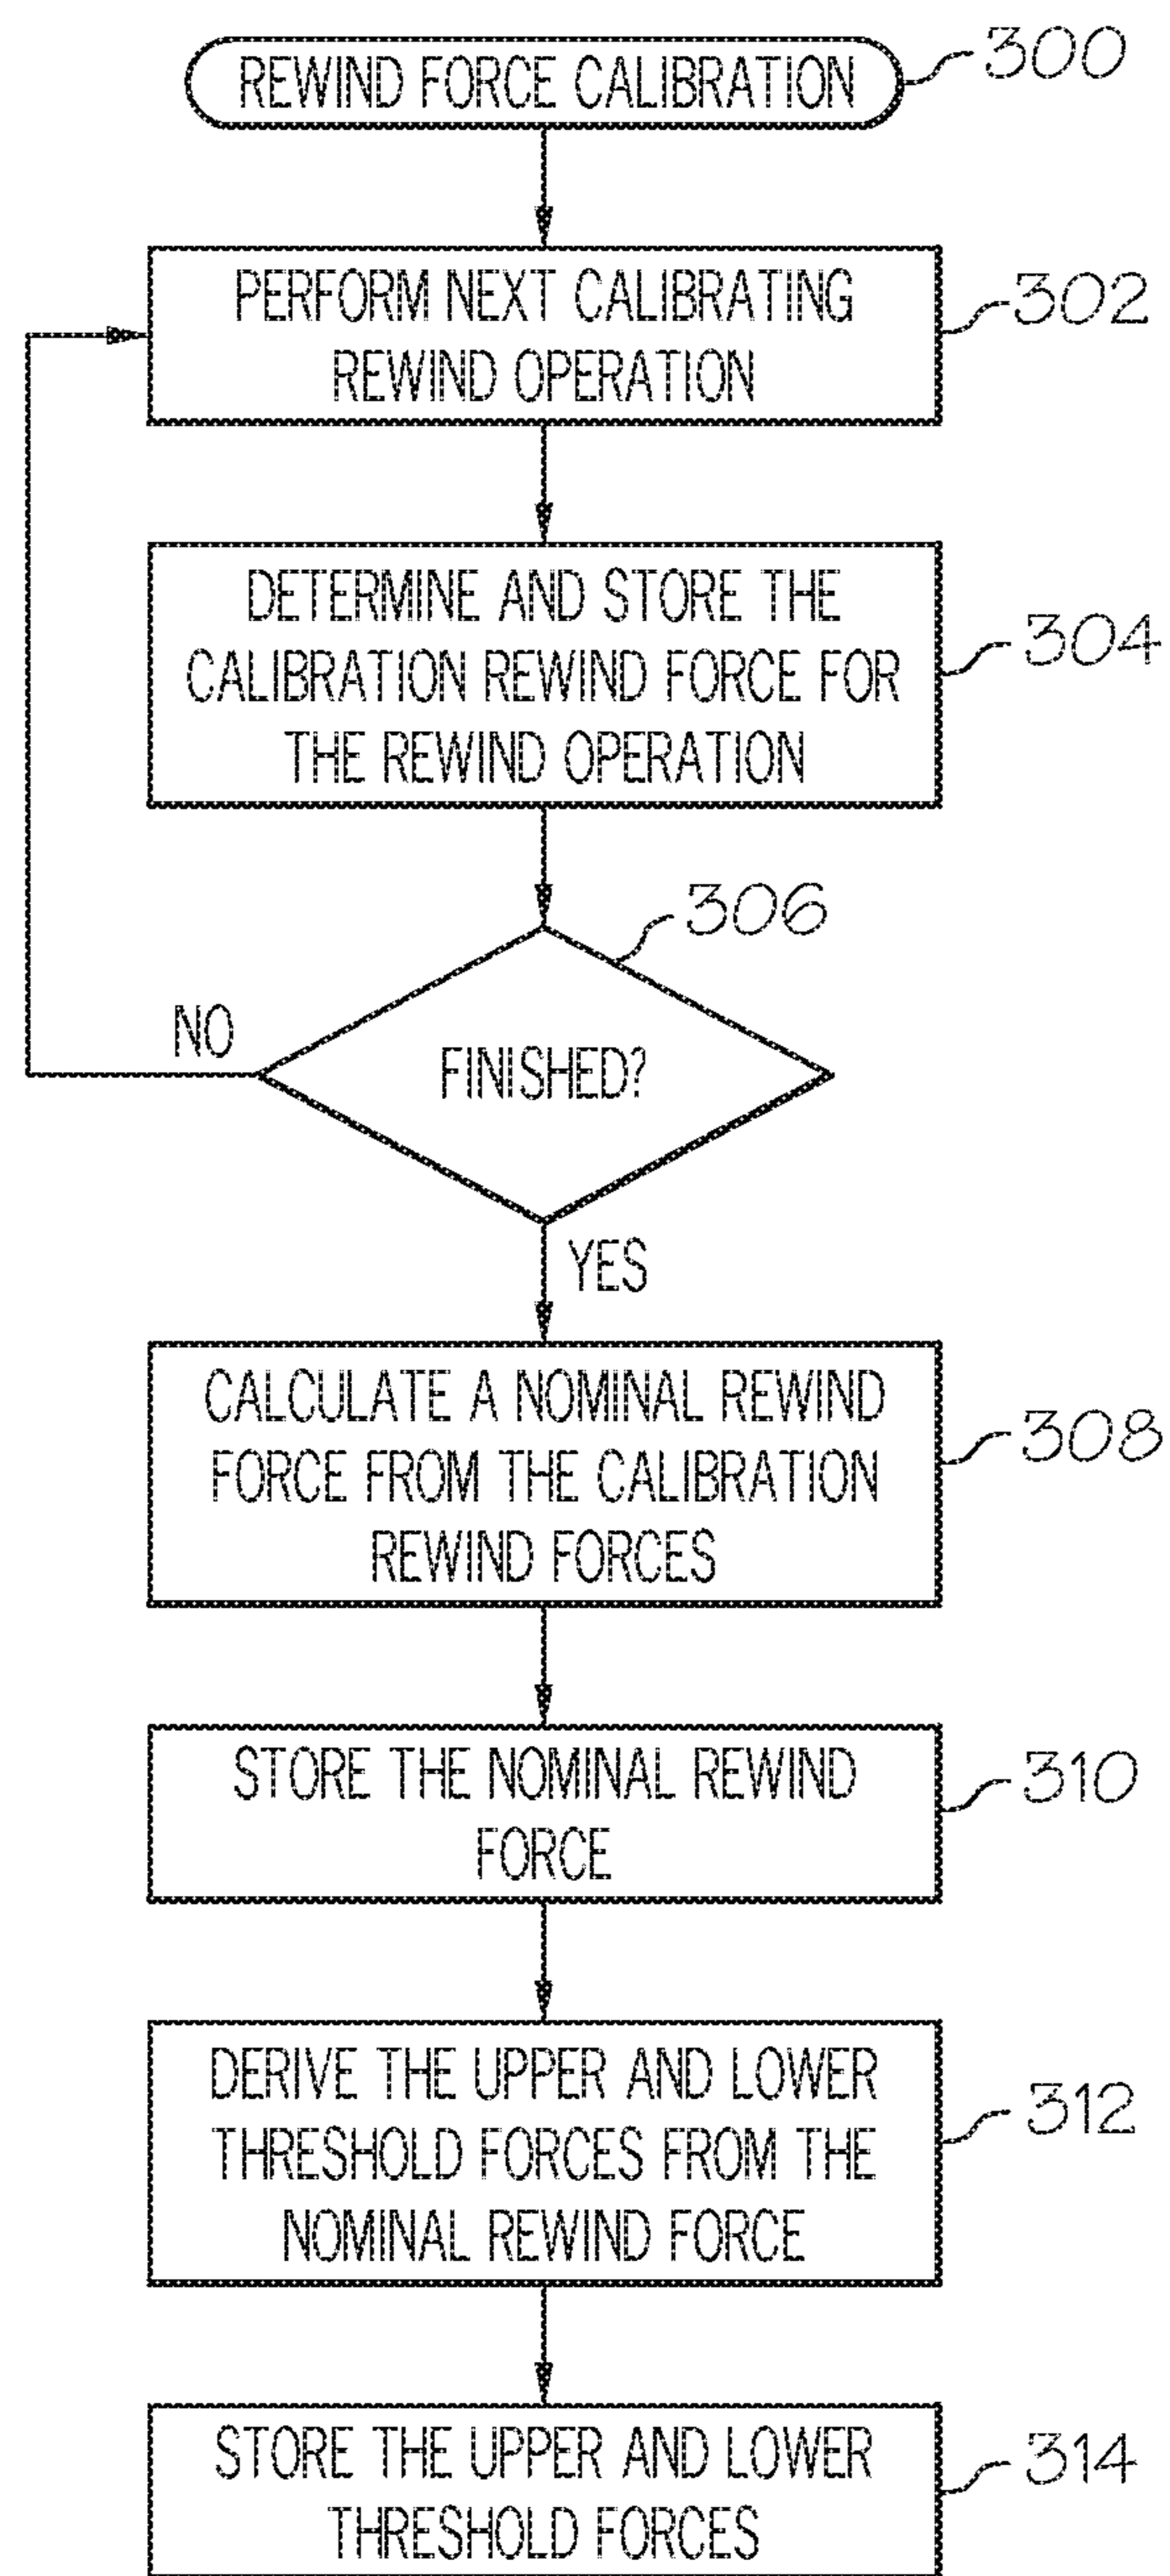 REWIND FORCE CALIBRATION
300
PERFORM NEXT CALIBRATING
REWIND OPERATION
302
DETERMINE AND STORE THE
CALIBRATION REWIND FORCE FOR
THE REWIND OPERATION
304
306
FINISHED?
NO
YES
CALCULATE A NOMINAL REWIND
FORCE FROM THE CALIBRATION
REWIND FORCES
308
STORE THE NOMINAL REWIND
FORCE
310
DERIVE THE UPPER AND LOWER
THRESHOLD FORCES FROM THE
NOMINAL REWIND FORCE
312
STORE THE UPPER AND LOWER
THRESHOLD FORCES
314